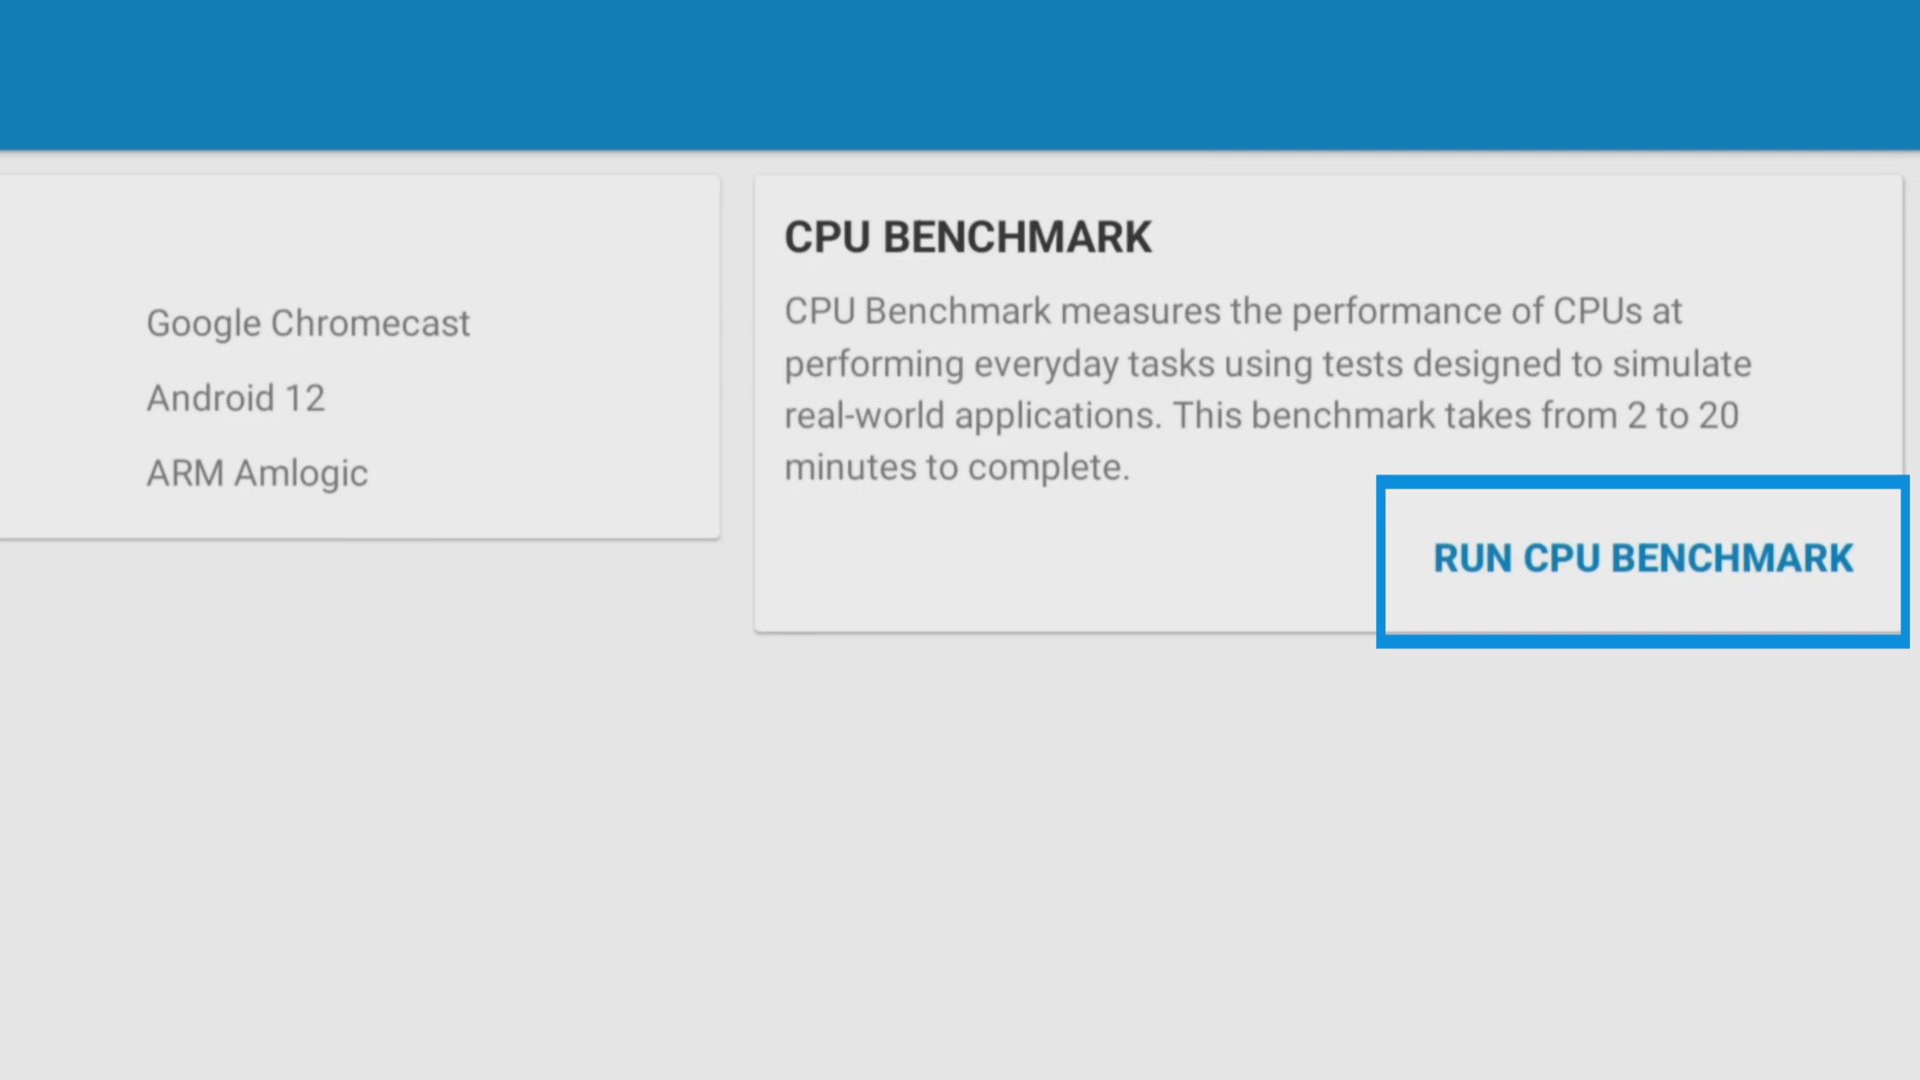 Google Chromecast
Android 12
ARM Amlogic
CPU BENCHMARK
CPU Benchmark measures the performance of CPUs at
performing everyday tasks using tests designed to simulate
real-world applications. This benchmark takes from 2 to 20
minutes to complete.
RUN CPU BENCHMARK